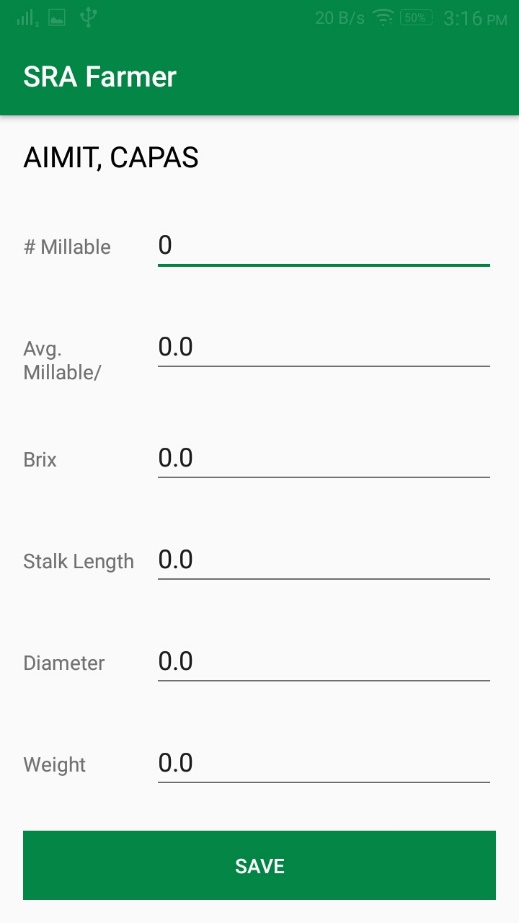 20 B/s 50% 3:16 PM
SRA Farmer
AIMIT, CAPAS
# Millable 0
Avg. 0.0
Millable/
Brix 0.0
Stalk Length 0.0
Diameter 0.0
Weight 0.0
SAVE